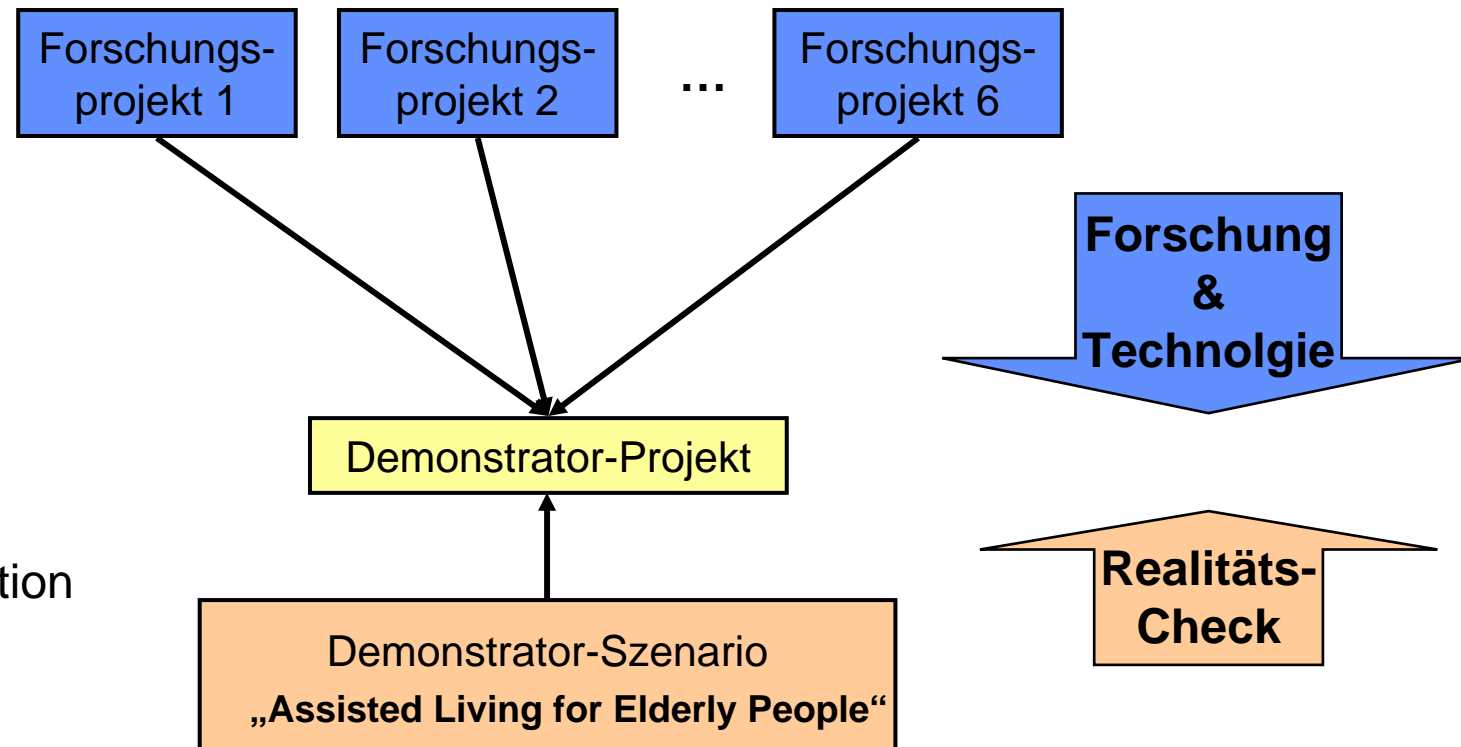 Forschungs-
projekt 1
Forschungs-
projekt 2
...
Forschungs-
projekt 6
Forschung
&
Technolgie
Demonstrator-Projekt
Realitäts-
Check
tion
Demonstrator-Szenario
„Assisted Living for Elderly People“